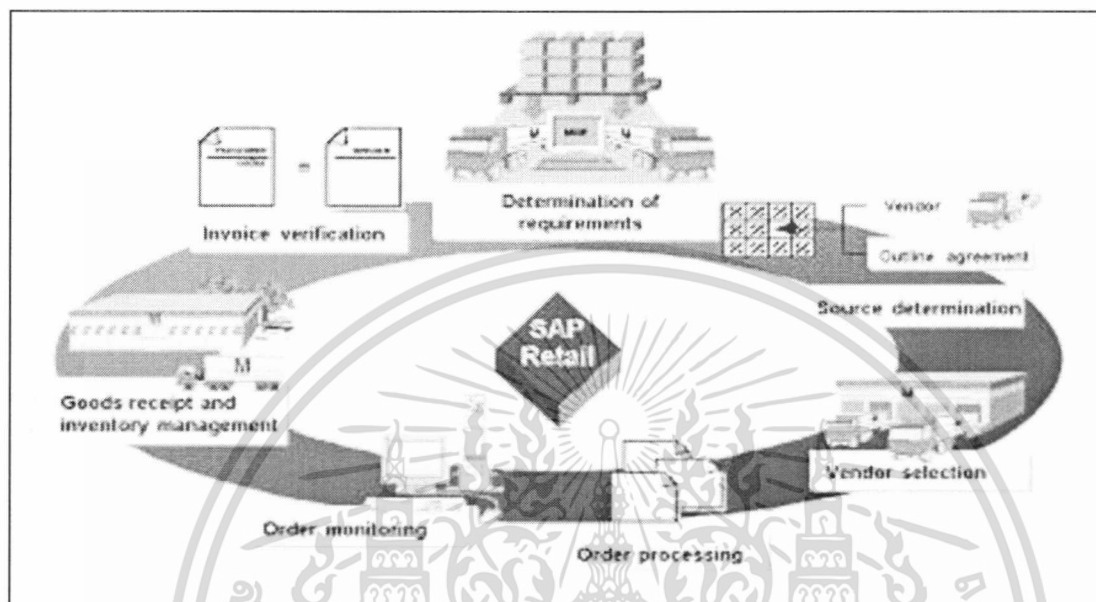 =
Determination of
requirements
Invoice verification
Vendor
Outline agreement
Source determination
SAP
Retail
M
Goods receipt and
inventory management
Vendor selection
Order monitoring
Order processing